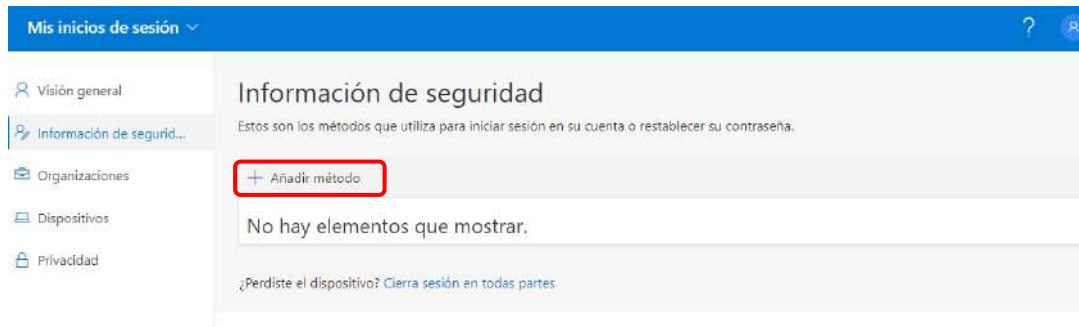 Mis inicios de sesión
?
Visión general
Información de segurid...
Organizaciones
Dispositivos
Privacidad
Información de seguridad
Estos son los métodos que utiliza para iniciar sesión en su cuenta o restablecer su contraseña.
+ Añadir método
No hay elementos que mostrar.
¿Perdiste el dispositivo? Cierra sesión en todas partes